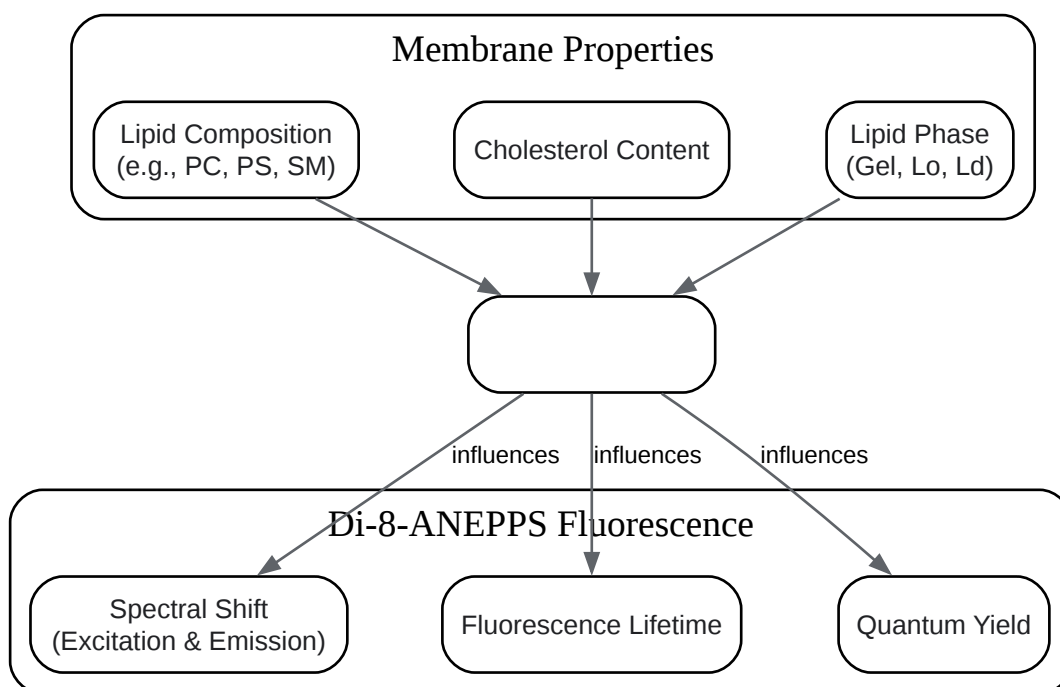 Membrane Properties
Lipid Composition
(e.g., PC, PS, SM)
Cholesterol Content
Lipid Phase
(Gel, Lo, Ld)
influences
influences
influences
Di-8-ANEPPS Fluorescence
Spectral Shift
(Excitation & Emission)
Fluorescence Lifetime
Quantum Yield